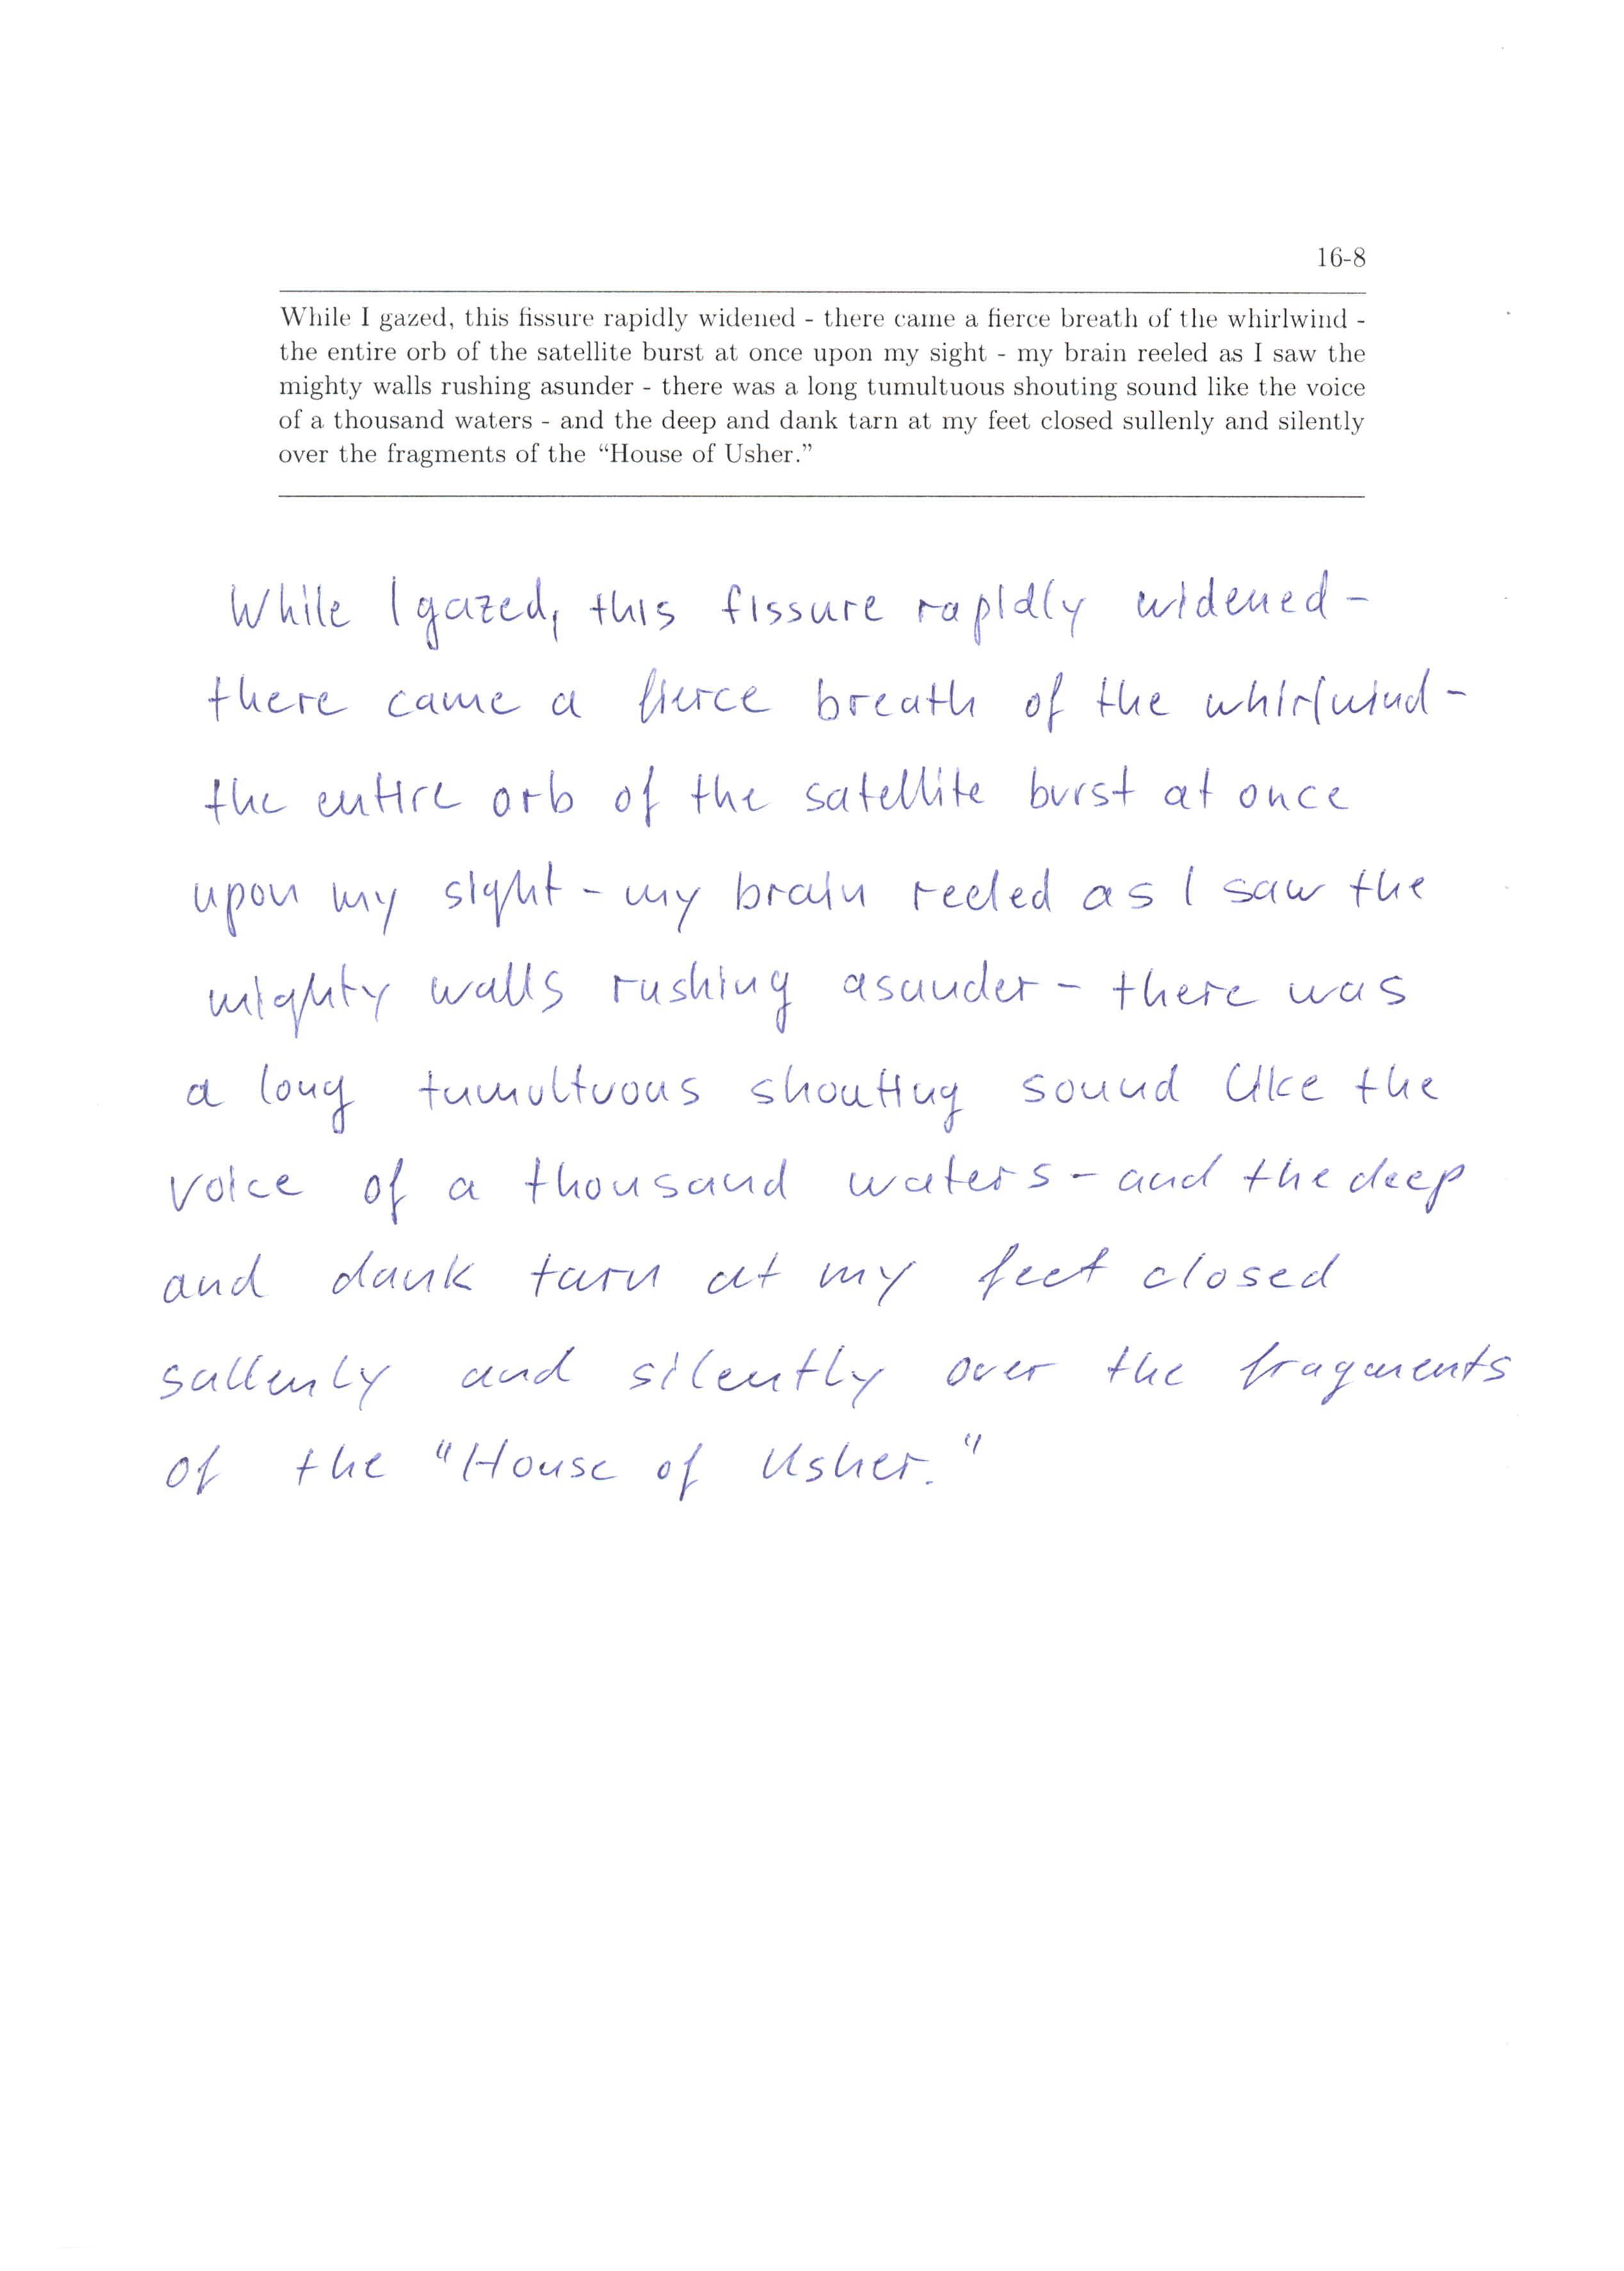 16-8
While I gazed, this fissure rapidly widened - there came a fierce breath of the whirlwind -
the entire orb of the satellite burst at once upon my sight - my brain reeled as I saw the
mighty walls rushing asunder - there was a long tumultuous shouting sound like the voice
of a thousand waters - and the deep and dank tarn at my feet closed sullenly and silently
over the fragments of the “House of Usher.”
While I gazed, this fissure rapidly widened -
there came a fierce breath of the whirlwind -
the entire orb of the satellite burst at once
upon my sight - my brain reeled as I saw the
mighty walls rushing asunder - there was
a long tumultuous shouting sound like the
voice of a thousand waters - and the deep
and dank tarn at my feet closed
sullenly and silently over the fragments
of the "House of Usher."